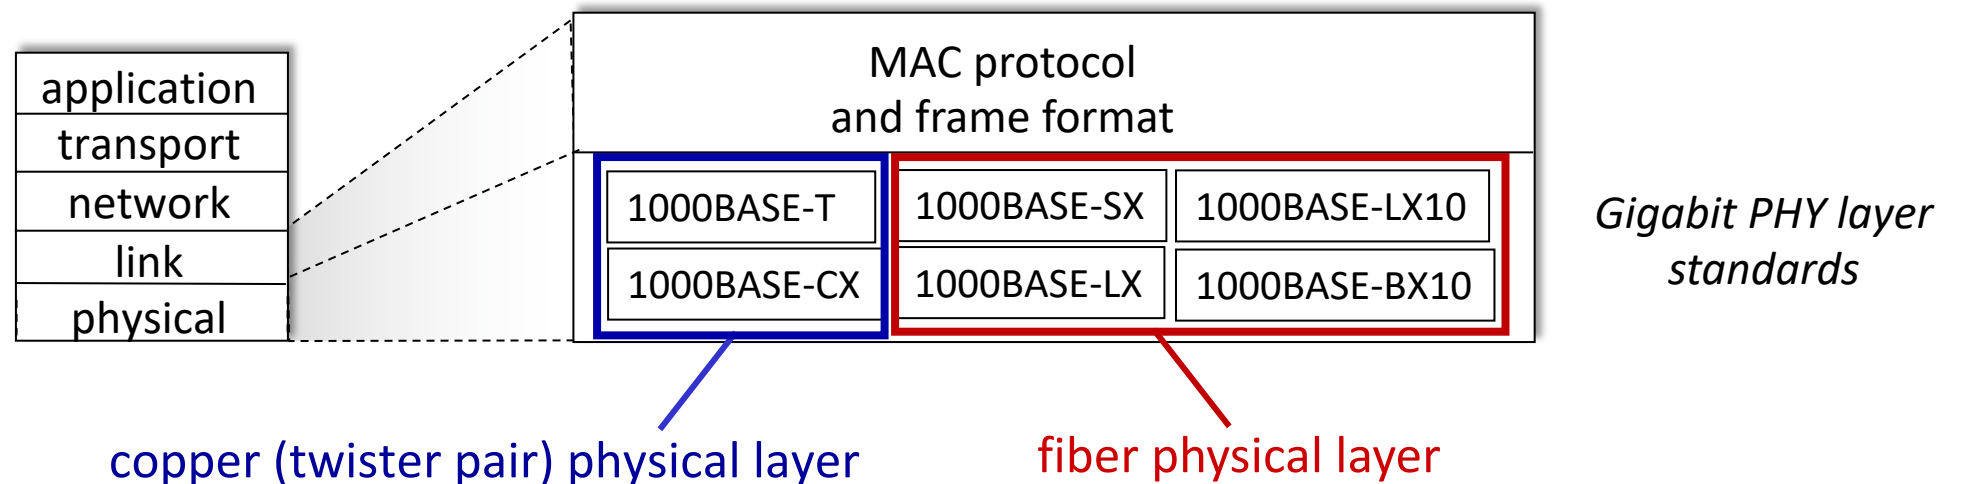 application
transport
network
link
physical
MAC protocol
and frame format
1000BASE-T
1000BASE-CX
1000BASE-SX
1000BASE-LX
1000BASE-LX10
1000BASE-BX10
Gigabit PHY layer
standards
copper (twister pair) physical layer
fiber physical layer